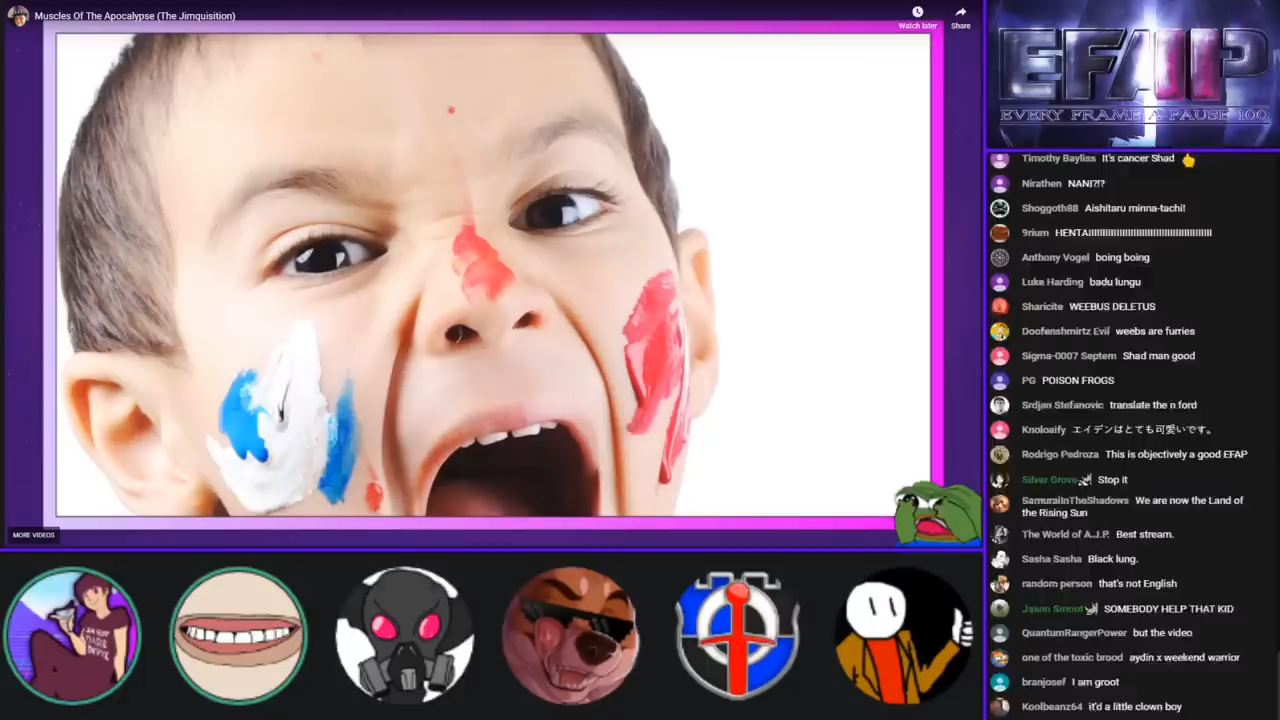 Muscles Of The Apocalypse (The Jimquisition)
Watch later
Share
MORE VIDEOS
EFAP
EVERY FRAME A PAUSE 100
Timothy Bayliss It's cancer Shad
Nirathen NANI?!?
Shoggoth88 Aishitaru minna-tachi!
Anthony Vogel boing boing
Luke Harding badu lungu
Sharicite WEEBUS DELETUS
Doofenshmirtz Evil weebs are furries
Sigma-0007 Septem Shad man good
PG POISON FROGS
Srdjan Stefanovic translate the n ford
Knoloaify エイデンはとても可愛いです。
Rodrigo Pedroza This is objectively a good EFAP
Silver Grove Stop it
SamuraiInTheShadows We are now the Land of
the Rising Sun
The World of A.J.P. Best stream.
Sasha Sasha Black lung.
random person that's not English
Jason Smoot SOMEBODY HELP THAT KID
QuantumRangerPower but the video
one of the toxic brood aydin x weekend warrior
branjosef I am groot
Koolbeanz64 it'd a little clown boy